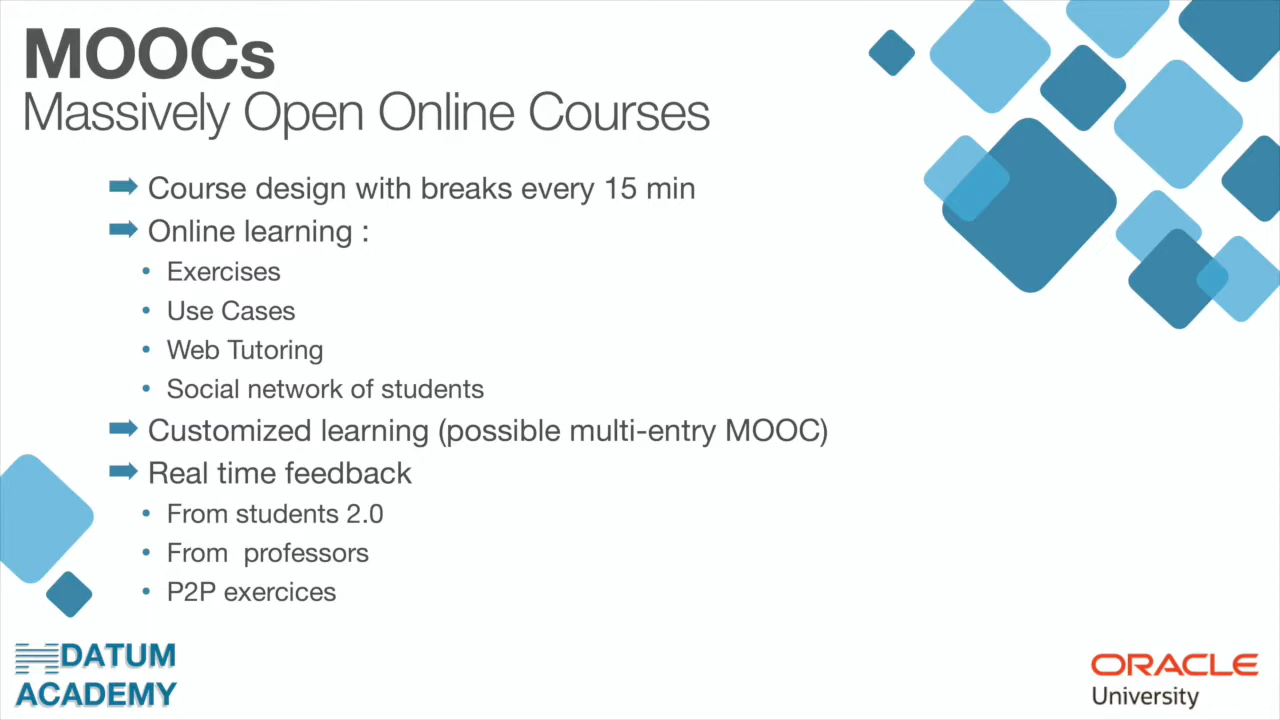 MOOCs
Massively Open Online Courses
Course design with breaks every 15 min
Online learning :
Exercises
Use Cases
Web Tutoring
Social network of students
Customized learning (possible multi-entry MOOC)
Real time feedback
From students 2.0
From  professors
P2P exercices
DATUM
ACADEMY
ORACLE
University